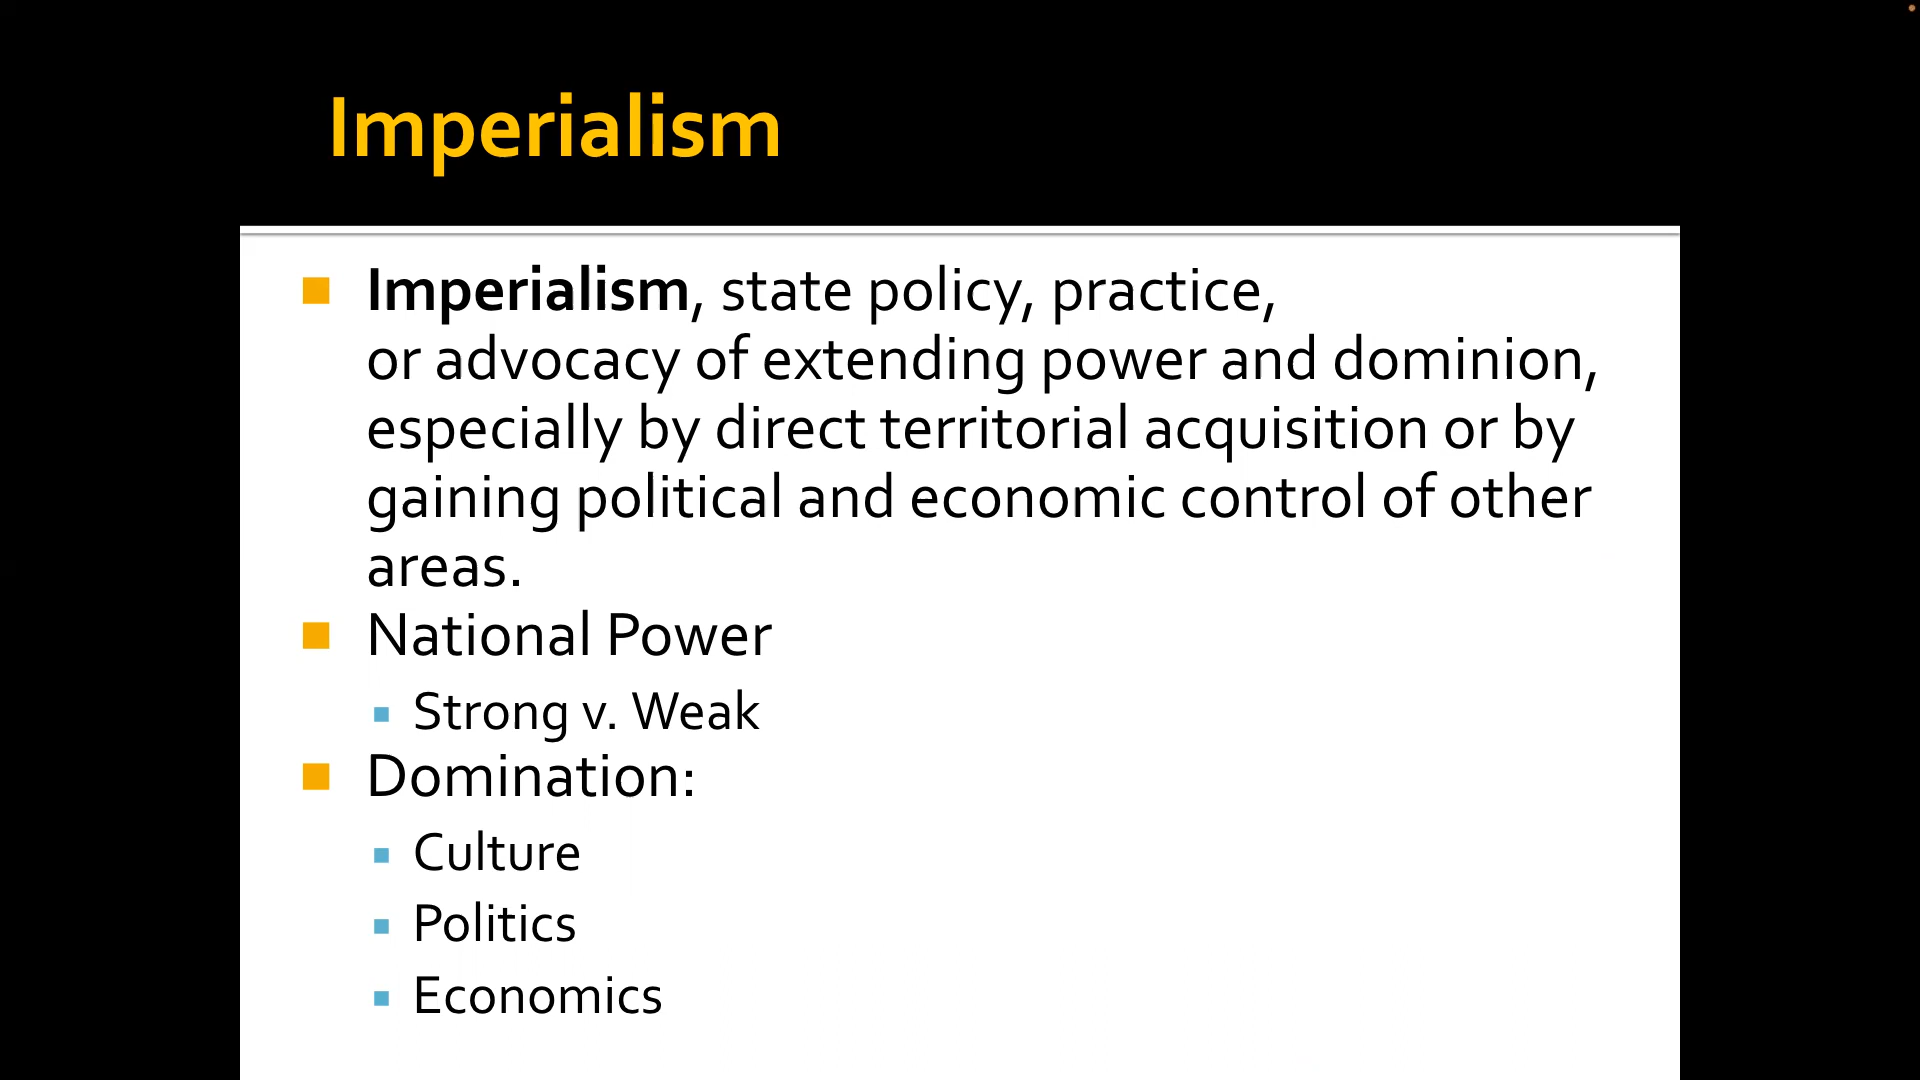 Imperialism
Imperialism, state policy, practice,
or advocacy of extending power and dominion,
especially by direct territorial acquisition or by
gaining political and economic control of other
areas.
National Power
Strong v. Weak
Domination:
Culture
Politics
Economics